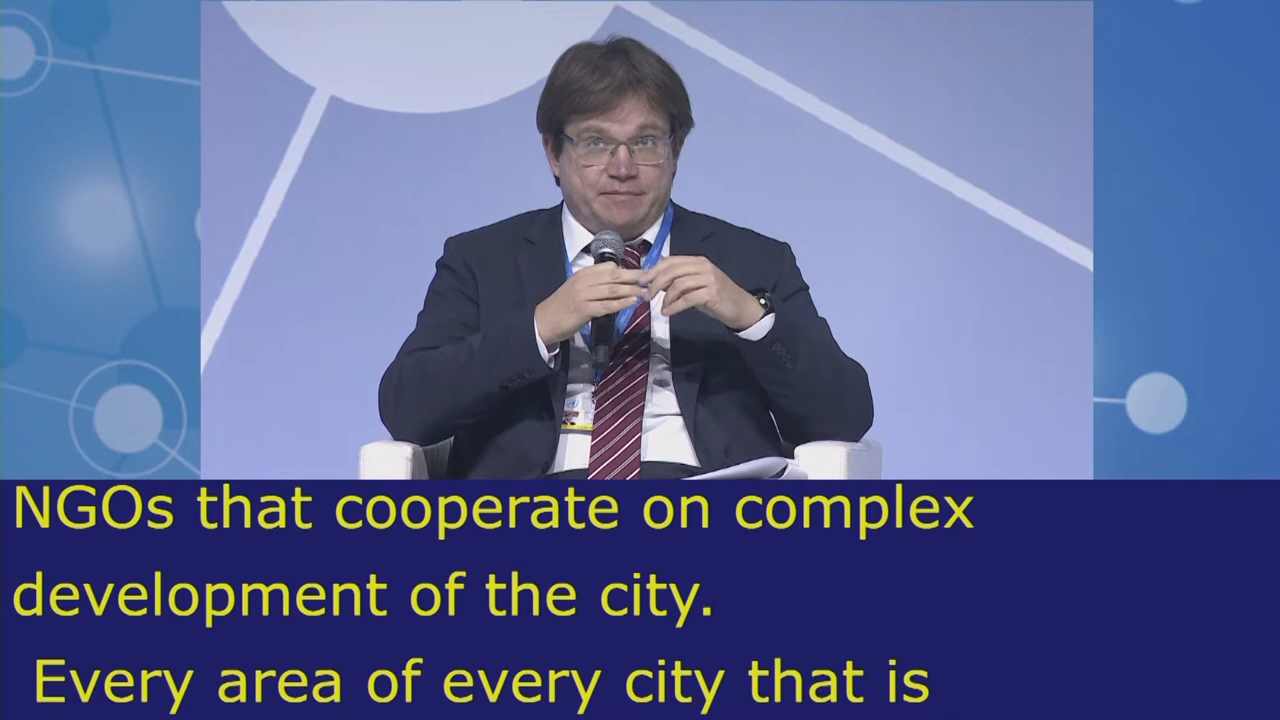 NGOs that cooperate on complex
development of the city.
Every area of every city that is